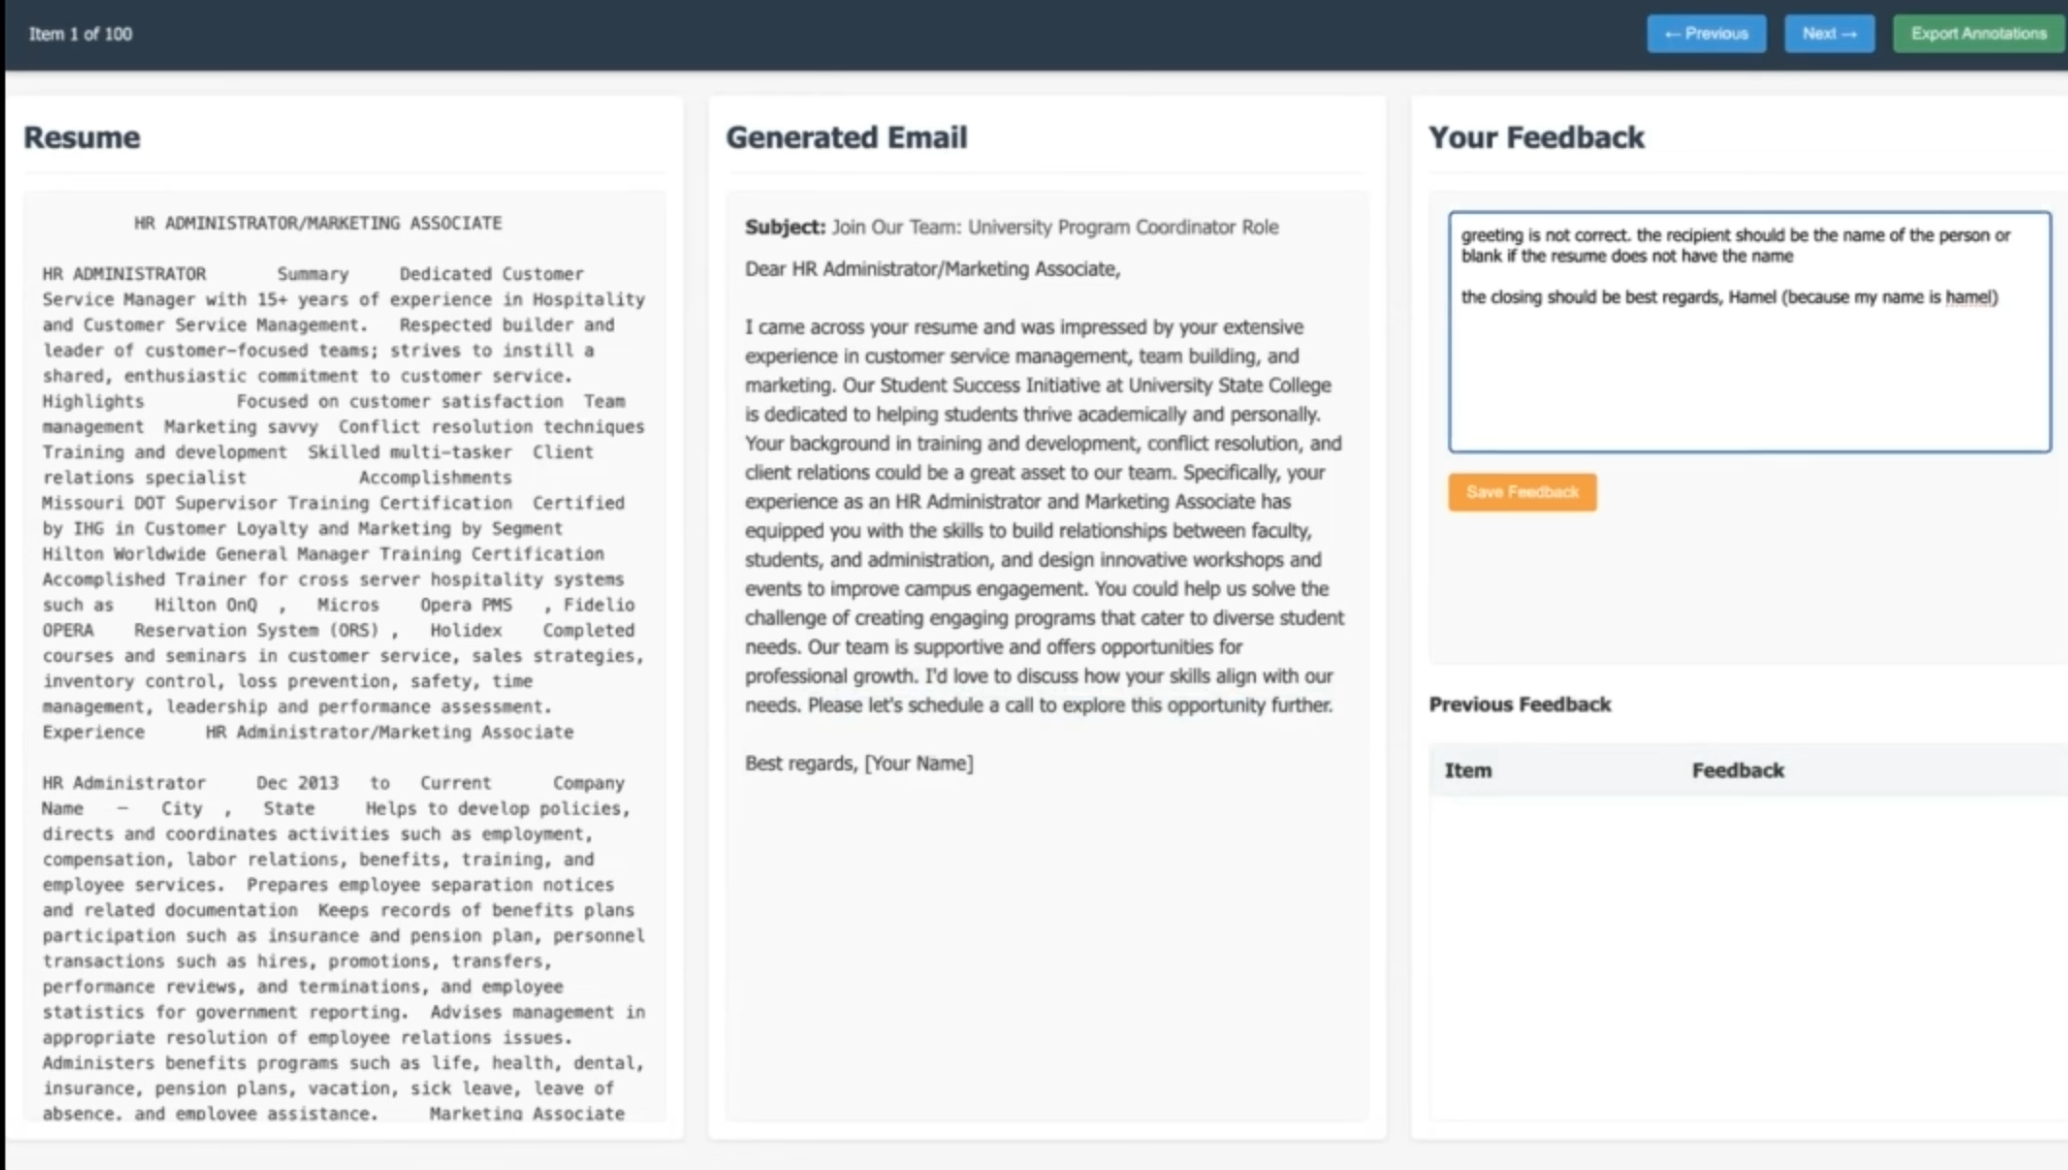 Item 1 of 100
← Previous
Next →
Export Annotations
Resume
HR ADMINISTRATOR/MARKETING ASSOCIATE
HR ADMINISTRATOR Summary Dedicated Customer
Service Manager with 15+ years of experience in Hospitality
and Customer Service Management. Respected builder and
leader of customer-focused teams; strives to instill a
shared, enthusiastic commitment to customer service.
Highlights Focused on customer satisfaction Team
management Marketing savvy Conflict resolution techniques
Training and development Skilled multi-tasker Client
relations specialist Accomplishments
Missouri DOT Supervisor Training Certification Certified
by IHG in Customer Loyalty and Marketing by Segment
Hilton Worldwide General Manager Training Certification
Accomplished Trainer for cross server hospitality systems
such as Hilton OnQ , Micros Opera PMS , Fidelio
OPERA Reservation System (ORS) , Holidex Completed
courses and seminars in customer service, sales strategies,
inventory control, loss prevention, safety, time
management, leadership and performance assessment.
Experience HR Administrator/Marketing Associate
HR Administrator Dec 2013 to Current Company
Name – City , State Helps to develop policies,
directs and coordinates activities such as employment,
compensation, labor relations, benefits, training, and
employee services. Prepares employee separation notices
and related documentation Keeps records of benefits plans
participation such as insurance and pension plan, personnel
transactions such as hires, promotions, transfers,
performance reviews, and terminations, and employee
statistics for government reporting. Advises management in
appropriate resolution of employee relations issues.
Administers benefits programs such as life, health, dental,
insurance, pension plans, vacation, sick leave, leave of
absence. and employee assistance. Marketing Associate
Generated Email
Subject: Join Our Team: University Program Coordinator Role
Dear HR Administrator/Marketing Associate,
I came across your resume and was impressed by your extensive
experience in customer service management, team building, and
marketing. Our Student Success Initiative at University State College
is dedicated to helping students thrive academically and personally.
Your background in training and development, conflict resolution, and
client relations could be a great asset to our team. Specifically, your
experience as an HR Administrator and Marketing Associate has
equipped you with the skills to build relationships between faculty,
students, and administration, and design innovative workshops and
events to improve campus engagement. You could help us solve the
challenge of creating engaging programs that cater to diverse student
needs. Our team is supportive and offers opportunities for
professional growth. I'd love to discuss how your skills align with our
needs. Please let's schedule a call to explore this opportunity further.
Best regards, [Your Name]
Your Feedback
greeting is not correct. the recipient should be the name of the person or
blank if the resume does not have the name
the closing should be best regards, Hamel (because my name is hamel)
Save Feedback
Previous Feedback
Item Feedback